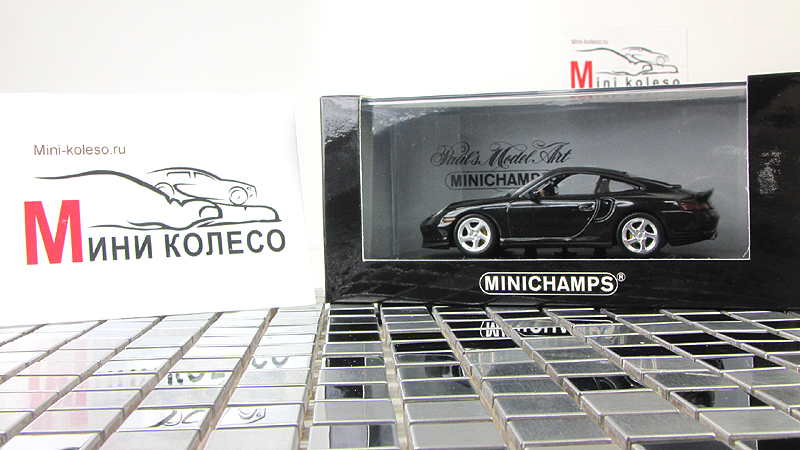 Mini-koleso.ru
МИНИ КОЛЕСО
Mini-koleso.ru
Mini koleso
Paul's Model Art
MINICHAMPS
MINICHAMPS®